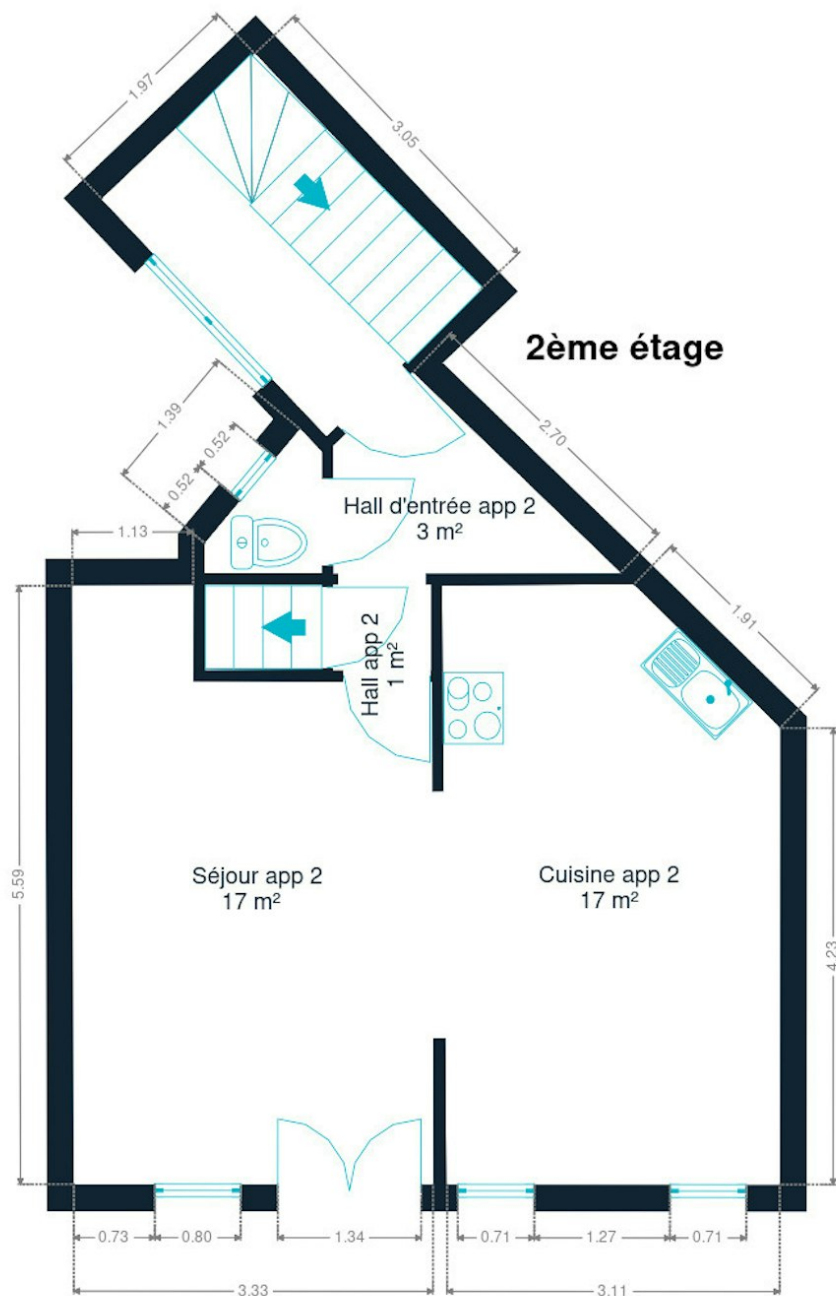 1.97
3.05
2ème étage
1.39
0.52
0.52
2.70
Hall d'entrée app 2
3 m²
1.13
1.91
Hall app 2
1 m²
5.59
Séjour app 2
17 m²
Cuisine app 2
17 m²
4.23
0.73
0.80
1.34
0.71
1.27
0.71
3.33
3.11